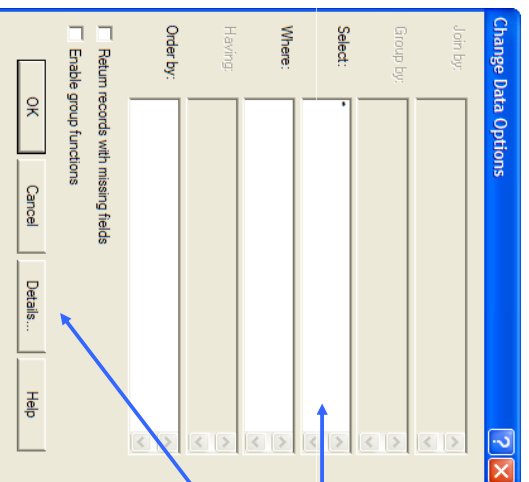 Change Data Options
Join by:
Group by:
Select:
*
Where:
Having:
Order by:
Return records with missing fields
Enable group functions
OK
Cancel
Details...
Help